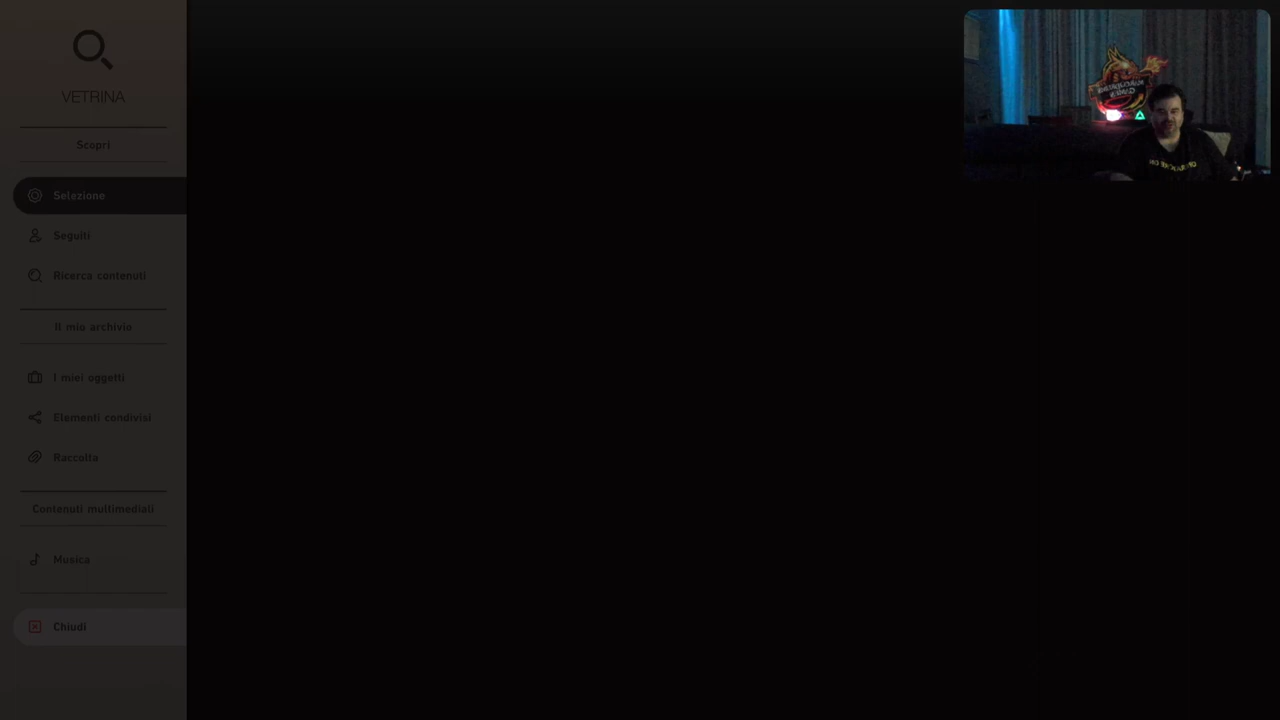 VETRINA
Scopri
Selezione
Seguiti
Ricerca contenuti
Il mio archivio
I miei oggetti
Elementi condivisi
Raccolta
Contenuti multimediali
Musica
Chiudi